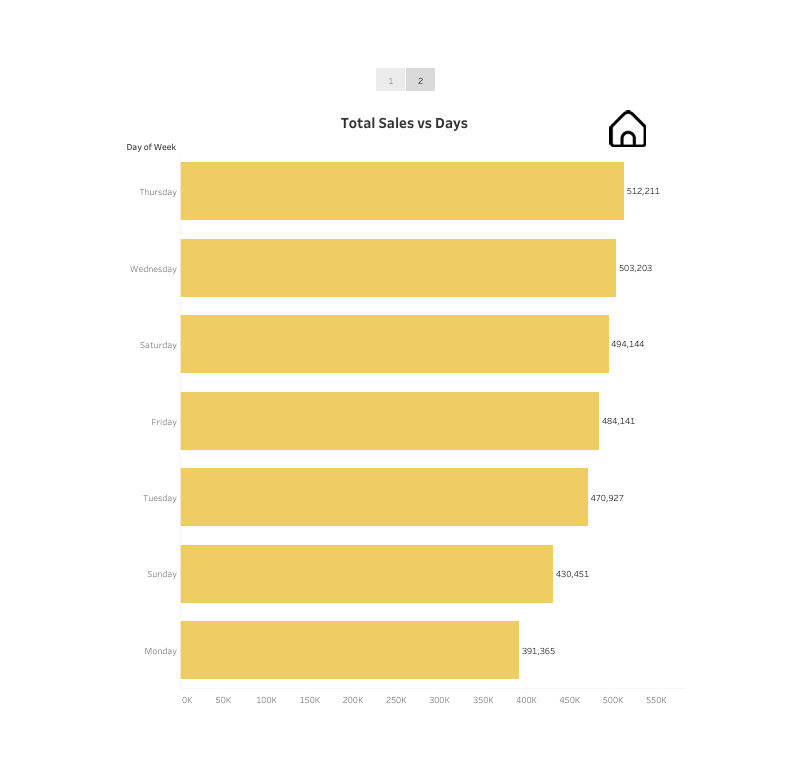 1 2
Total Sales vs Days
Day of Week
Thursday 512,211
Wednesday 503,203
Saturday 494,144
Friday 484,141
Tuesday 470,927
Sunday 430,451
Monday 391,365
0K 50K 100K 150K 200K 250K 300K 350K 400K 450K 500K 550K